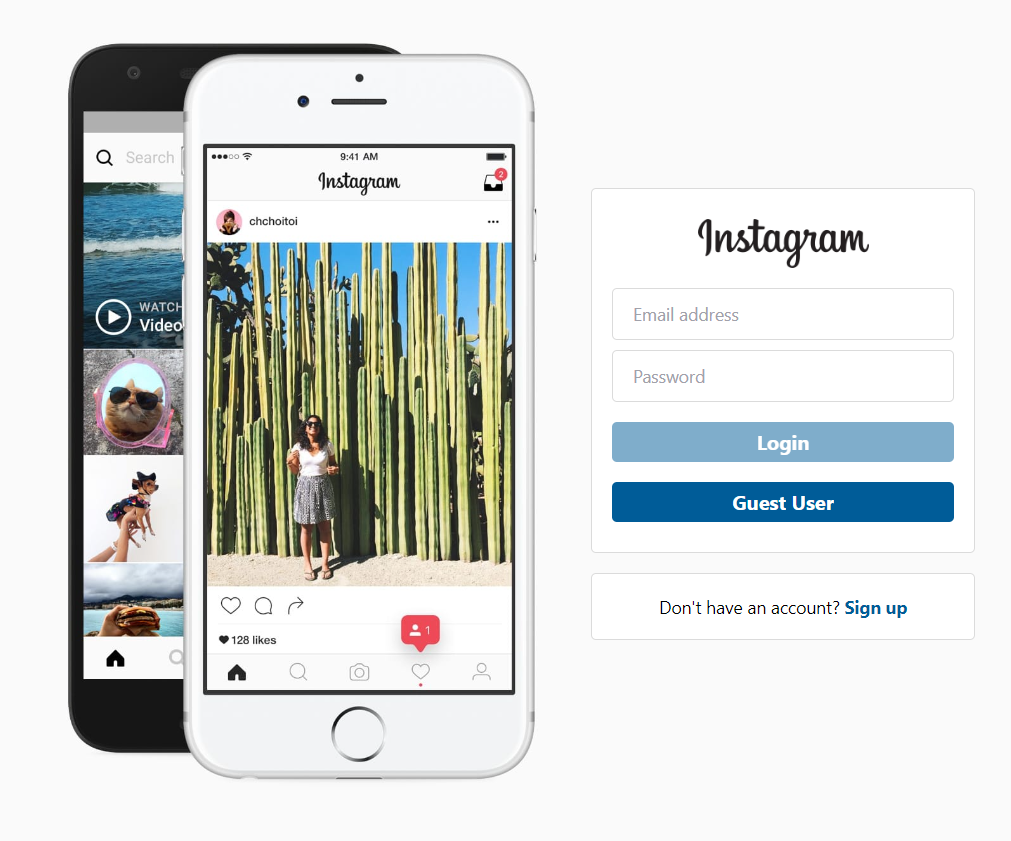 Search
WATCH
Video
9:41 AM
Instagram
2
chchoitoi
128 likes
1
Instagram
Email address
Password
Login
Guest User
Don't have an account? Sign up